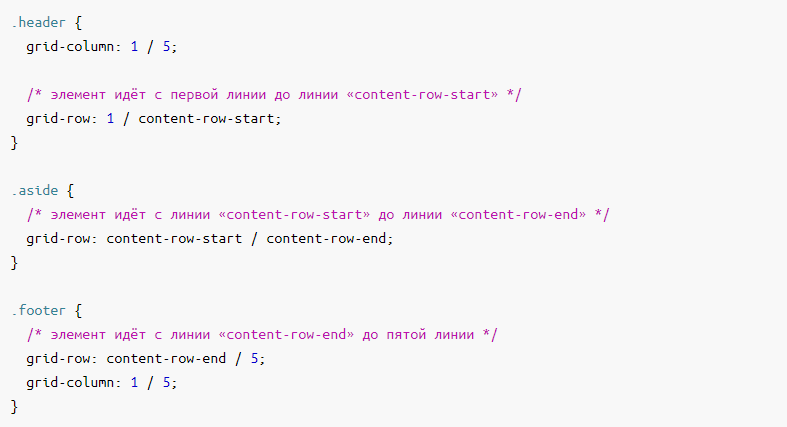 .header {
  grid-column: 1 / 5;
  /* элемент идёт с первой линии до линии «content-row-start» */
  grid-row: 1 / content-row-start;
}
.aside {
  /* элемент идёт с линии «content-row-start» до линии «content-row-end» */
  grid-row: content-row-start / content-row-end;
}
.footer {
  /* элемент идёт с линии «content-row-end» до пятой линии */
  grid-row: content-row-end / 5;
  grid-column: 1 / 5;
}